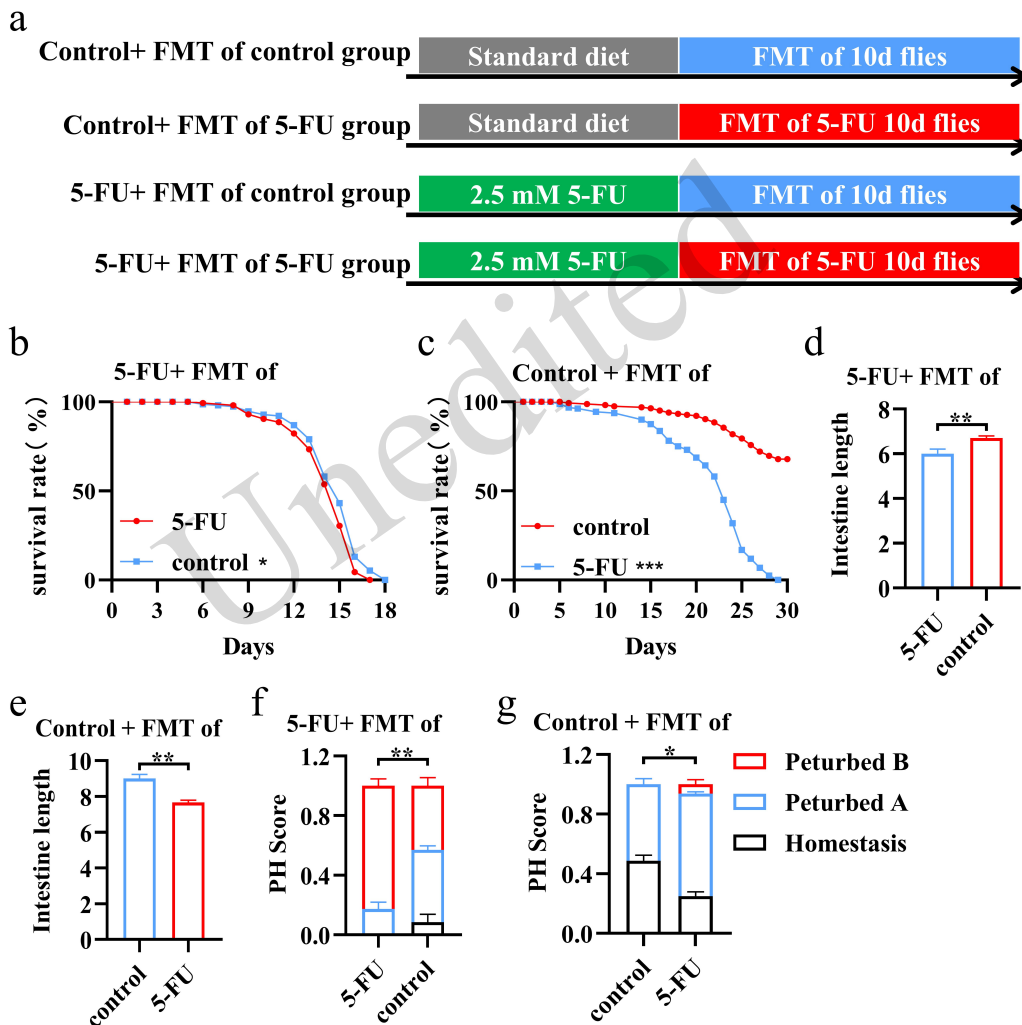 a
Control+ FMT of control group
Standard diet
FMT of 10d flies
Control+ FMT of 5-FU group
Standard diet
FMT of 5-FU 10d flies
5-FU+ FMT of control group
2.5 mM 5-FU
FMT of 10d flies
5-FU+ FMT of 5-FU group
2.5 mM 5-FU
FMT of 5-FU 10d flies
Unedited
b
5-FU+ FMT of
survival rate( %)
100
50
0
5-FU
control *
0 3 6 9 12 15 18
Days
c
Control + FMT of
survival rate( %)
100
50
0
control
5-FU ***
0 5 10 15 20 25 30
Days
d
5-FU+ FMT of
Intestine length
8
6
4
2
0
**
5-FU
control
e
Control + FMT of
Intestine length
10
8
6
4
2
0
**
control
5-FU
f
5-FU+ FMT of
PH Score
1.2
0.8
0.4
0.0
**
5-FU
control
g
Control + FMT of
PH Score
1.2
0.8
0.4
0.0
*
control
5-FU
Peturbed B
Peturbed A
Homestasis